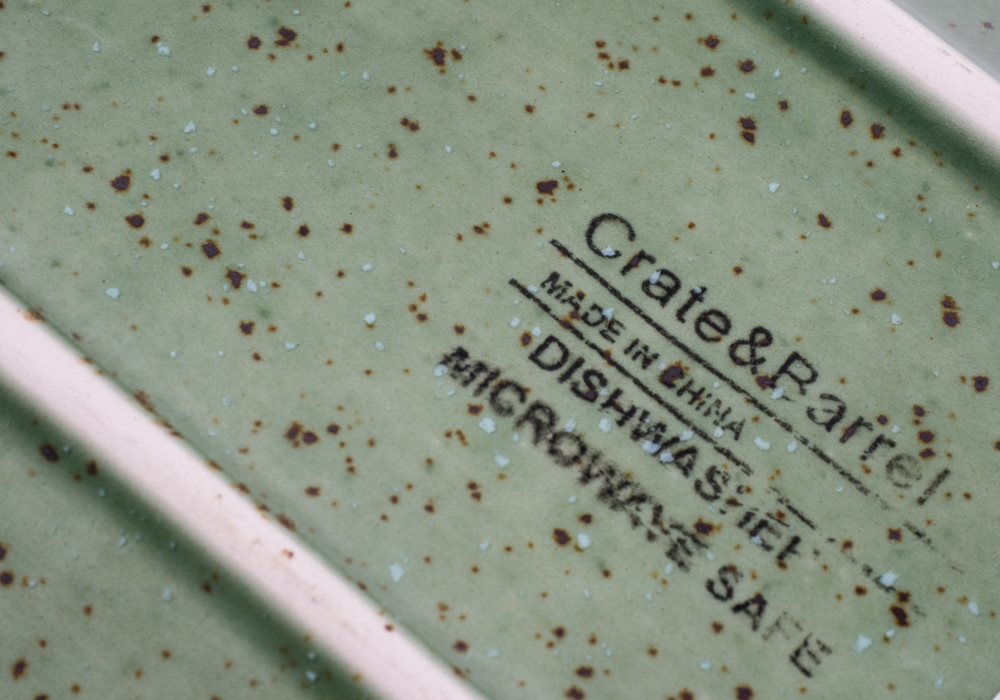 Crate&Barrel
MADE IN CHINA
DISHWASHER
MICROWAVE SAFE